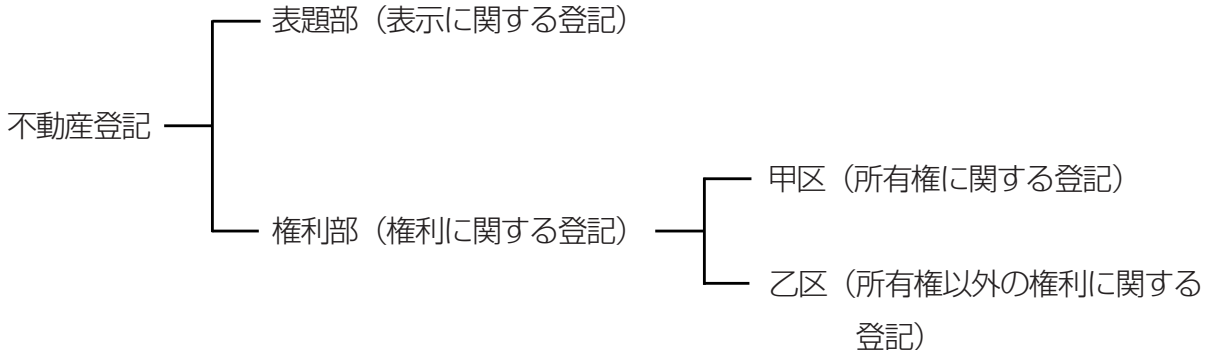 表題部（表示に関する登記）
不動産登記
甲区（所有権に関する登記）
権利部（権利に関する登記）
乙区（所有権以外の権利に関する
登記）